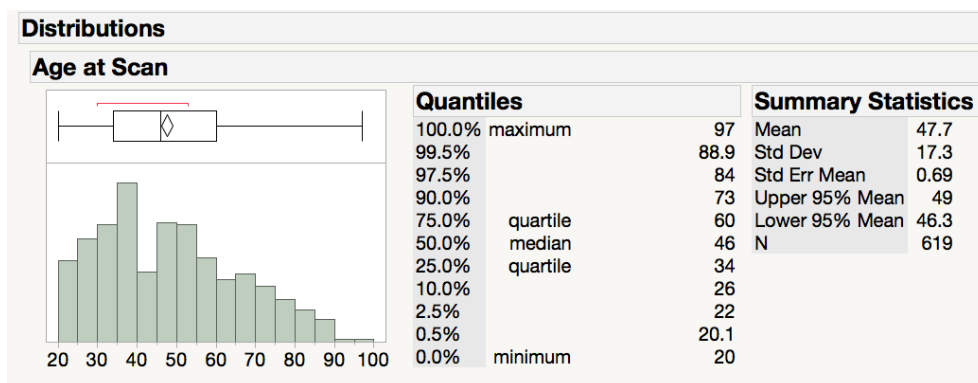 Distributions
Age at Scan
20 30 40 50 60 70 80 90 100
Quantiles
100.0% maximum 97
99.5% 88.9
97.5% 84
90.0% 73
75.0% quartile 60
50.0% median 46
25.0% quartile 34
10.0% 26
2.5% 22
0.5% 20.1
0.0% minimum 20
Summary Statistics
Mean 47.7
Std Dev 17.3
Std Err Mean 0.69
Upper 95% Mean 49
Lower 95% Mean 46.3
N 619